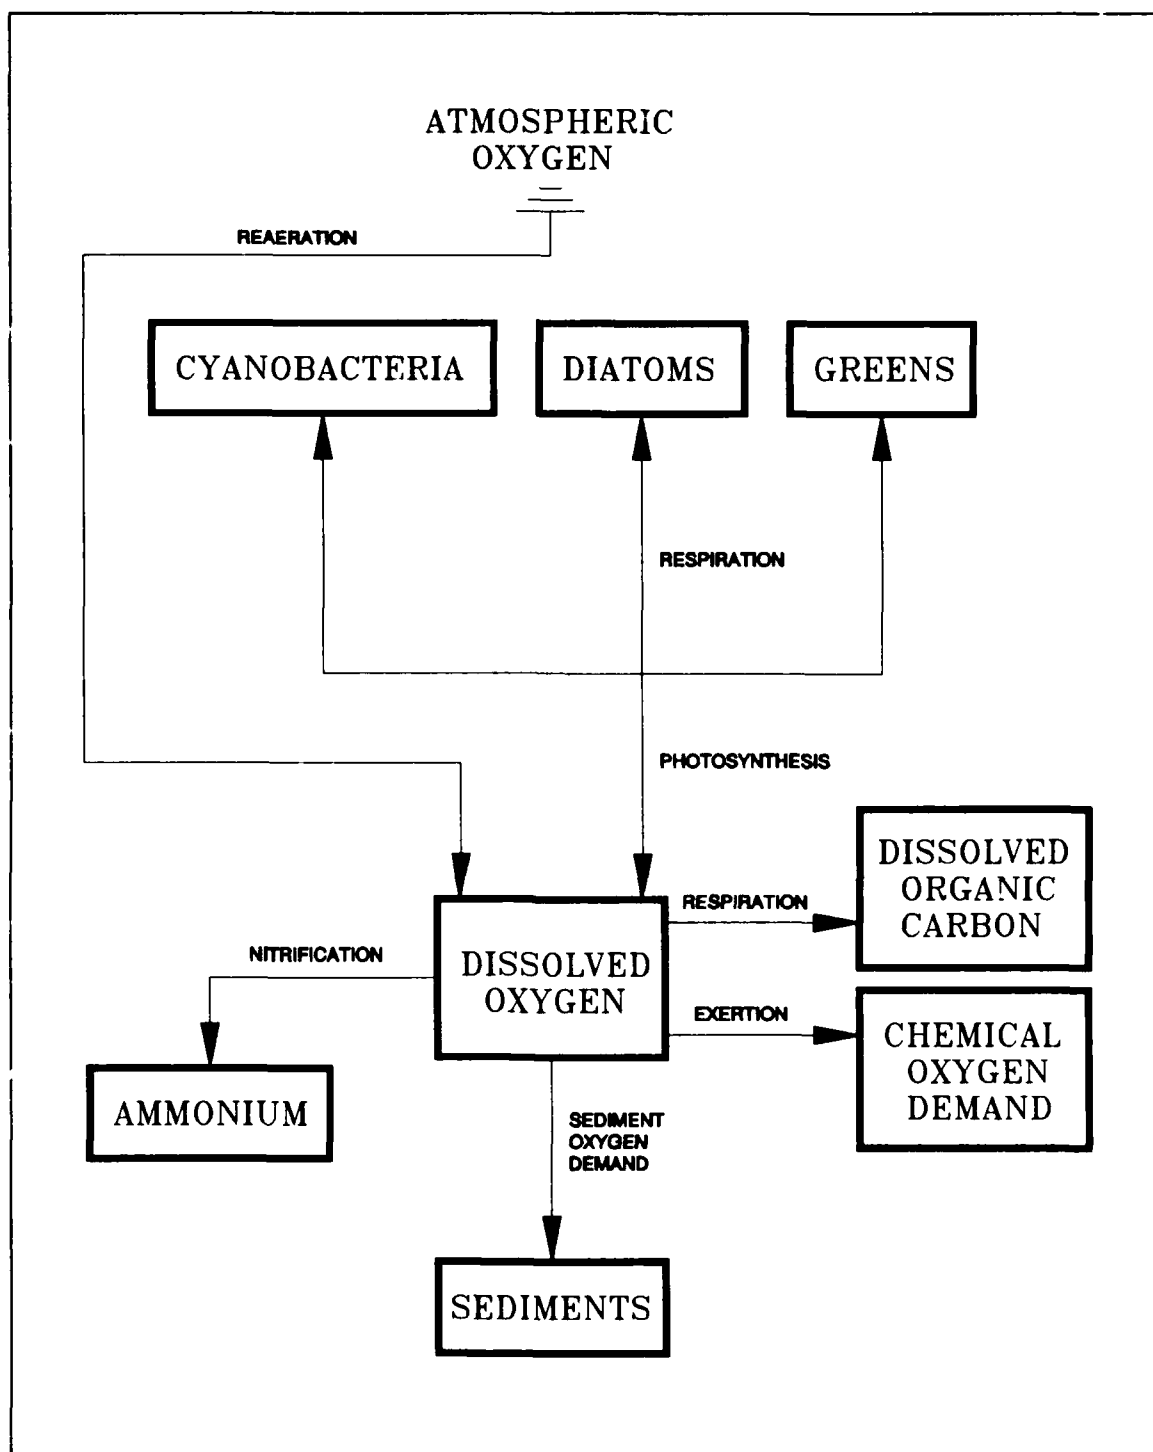 ATMOSPHERIC
OXYGEN
REAERATION
CYANOBACTERIA
DIATOMS
GREENS
RESPIRATION
PHOTOSYNTHESIS
DISSOLVED
ORGANIC
CARBON
RESPIRATION
NITRIFICATION
DISSOLVED
OXYGEN
EXERTION
CHEMICAL
OXYGEN
DEMAND
AMMONIUM
SEDIMENT
OXYGEN
DEMAND
SEDIMENTS